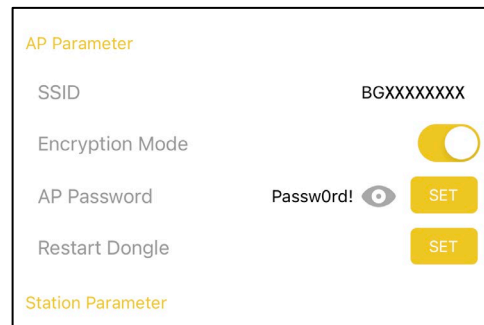 AP Parameter
SSID BGXXXXXXXX
Encryption Mode
AP Password Passw0rd! SET
Restart Dongle SET
Station Parameter